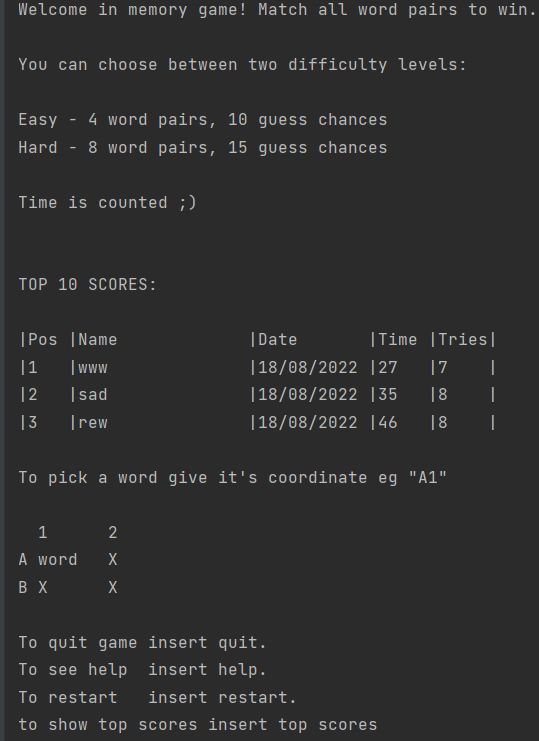 Welcome in memory game! Match all word pairs to win.
You can choose between two difficulty levels:
Easy - 4 word pairs, 10 guess chances
Hard - 8 word pairs, 15 guess chances
Time is counted ;)
TOP 10 SCORES:
|Pos |Name             |Date       |Time |Tries|
|1   |www              |18/08/2022 |27   |7    |
|2   |sad              |18/08/2022 |35   |8    |
|3   |rew              |18/08/2022 |46   |8    |
To pick a word give it's coordinate eg "A1"
  1      2
A word   X
B X      X
To quit game insert quit.
To see help  insert help.
To restart   insert restart.
to show top scores insert top scores